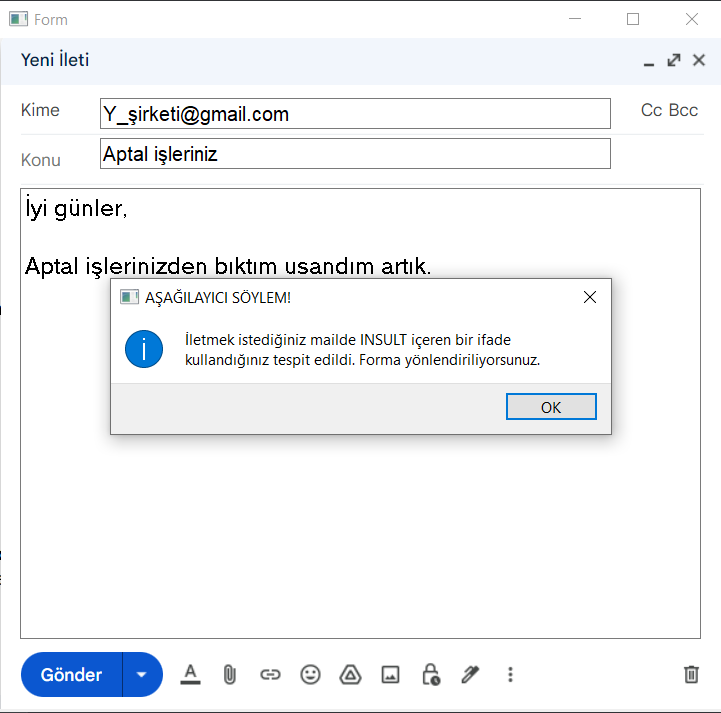 Form
Yeni İleti
Kime
Y_şirketi@gmail.com
Cc Bcc
Konu
Aptal işleriniz
İyi günler,
Aptal işlerinizden bıktım usandım artık.
AŞAĞILAYICI SÖYLEM!
İletmek istediğiniz mailde INSULT içeren bir ifade
kullandığınız tespit edildi. Forma yönlendiriliyorsunuz.
OK
Gönder